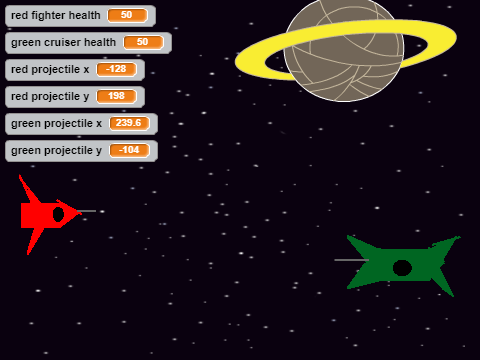 red fighter health 50
green cruiser health 50
red projectile x -128
red projectile y 198
green projectile x 239.6
green projectile y -104